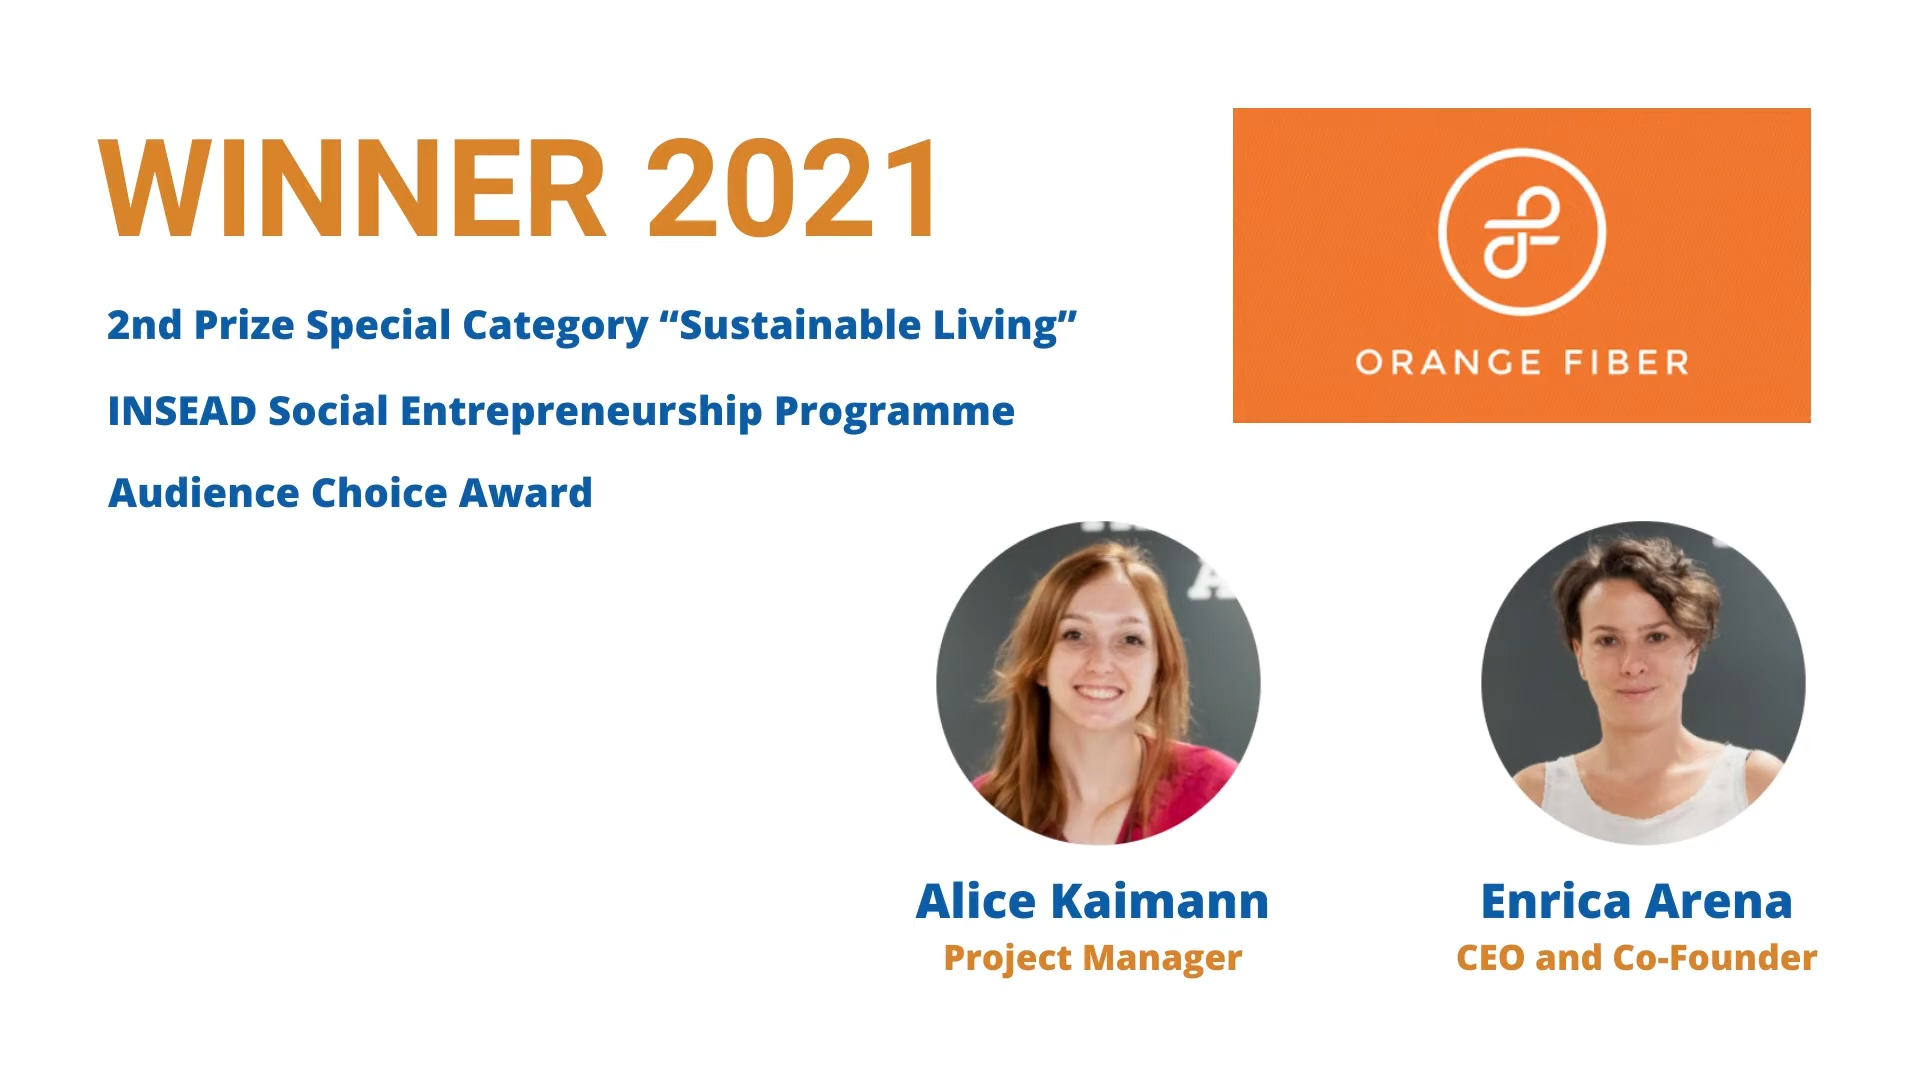 WINNER 2021
2nd Prize Special Category “Sustainable Living”
INSEAD Social Entrepreneurship Programme
Audience Choice Award
ORANGE FIBER
Alice Kaimann
Project Manager
Enrica Arena
CEO and Co-Founder